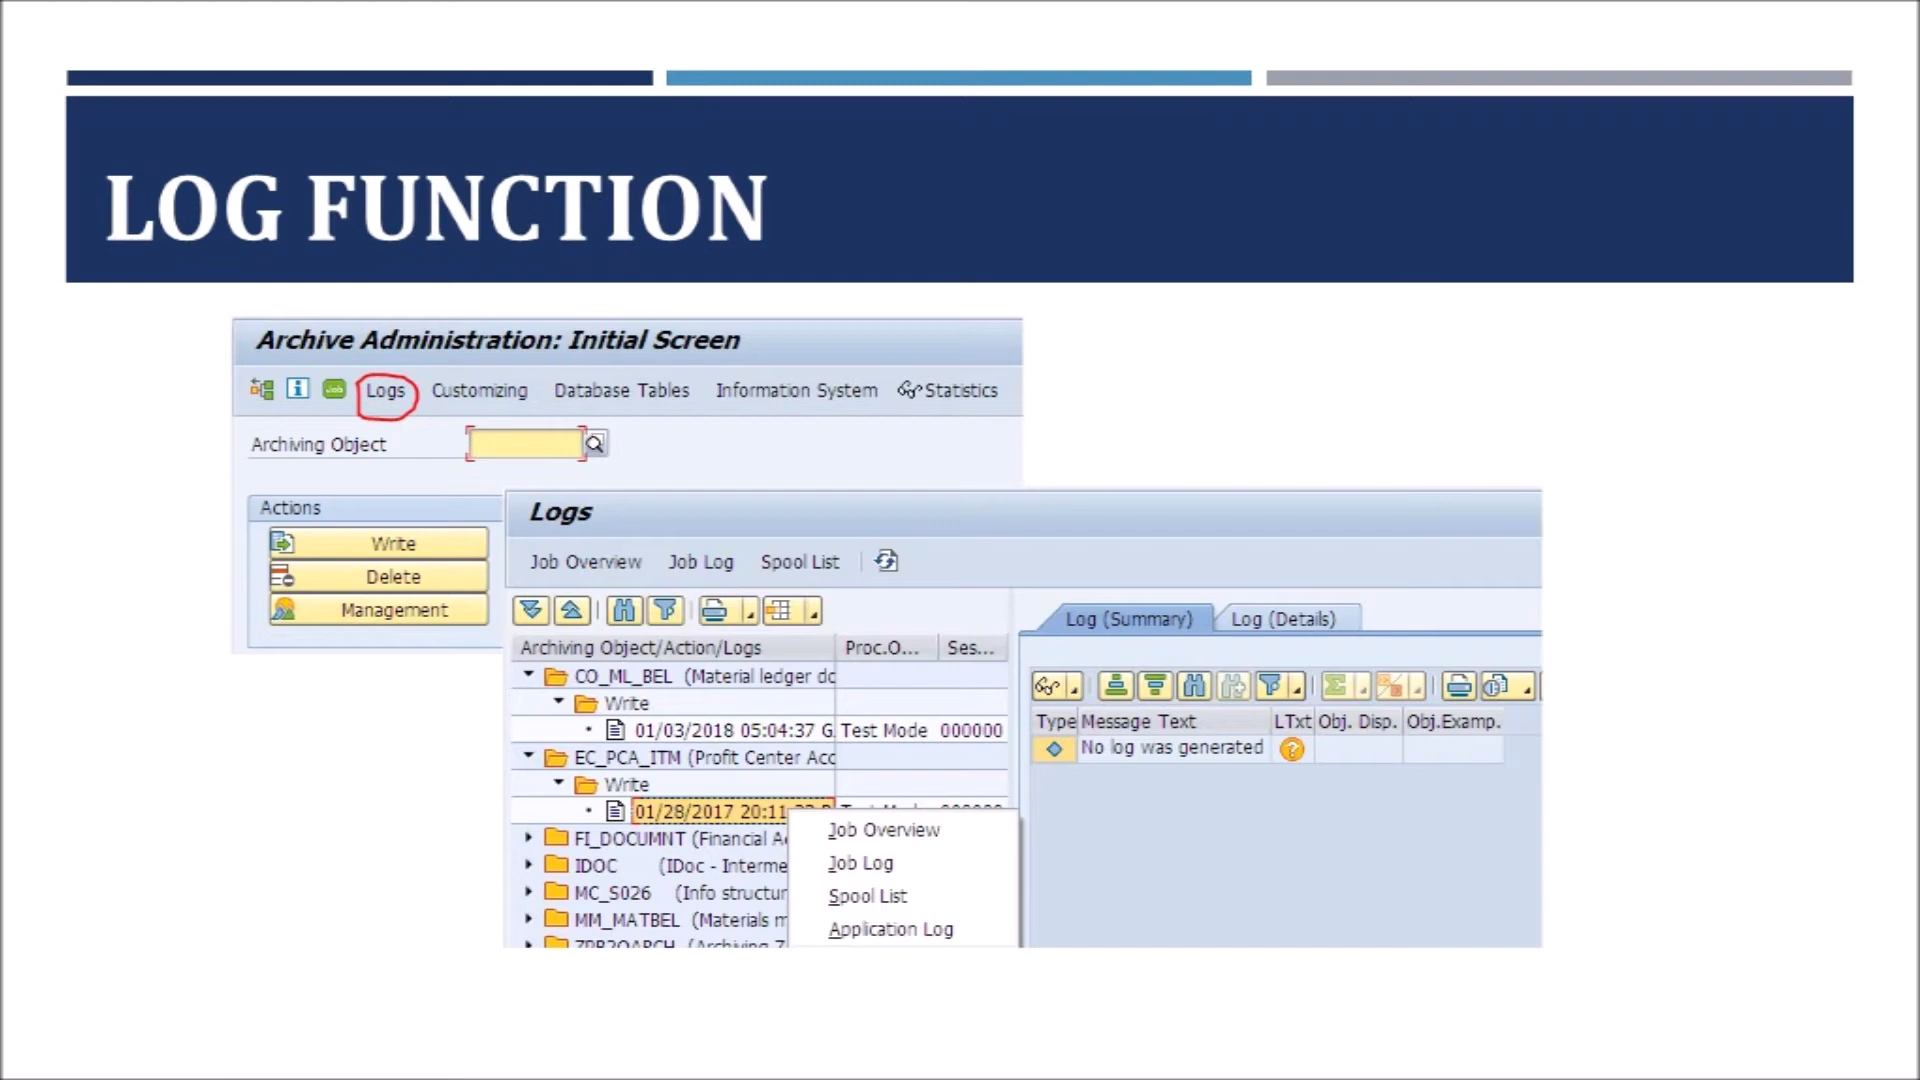 LOG FUNCTION
Archive Administration: Initial Screen
Logs Customizing Database Tables Information System Statistics
Archiving Object
Actions
Write
Delete
Management
Logs
Job Overview Job Log Spool List
Archiving Object/Action/Logs Proc.O... Ses...
CO_ML_BEL (Material ledger do
Write
01/03/2018 05:04:37 G. Test Mode 000000
EC_PCA_ITM (Profit Center Acc
Write
01/28/2017 20:11
FI_DOCUMNT (Financial A
IDOC (IDoc - Interme
MC_S026 (Info structur
MM_MATBEL (Materials m
Job Overview
Job Log
Spool List
Application Log
Log (Summary) Log (Details)
Type Message Text LTxt Obj. Disp. Obj.Examp.
No log was generated